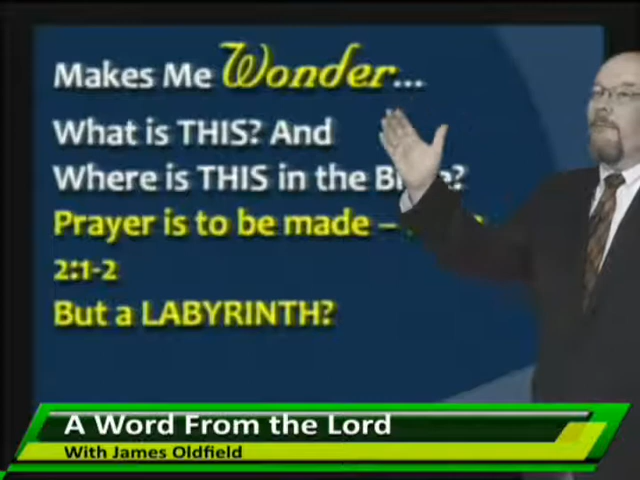 Makes Me Wonder...
What is THIS? And
Where is THIS in the B e?
Prayer is to be made –
2:1-2
But a LABYRINTH?
A Word From the Lord
With James Oldfield